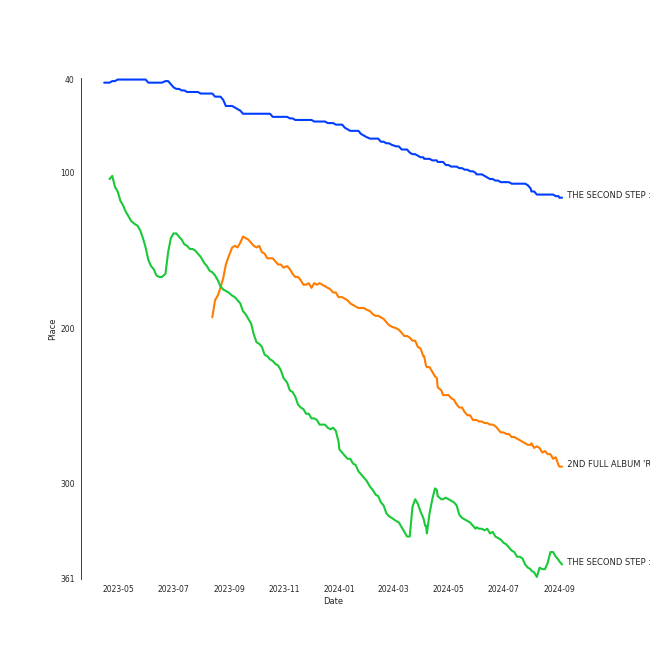 40
100
200
300
361
Place
2023-05 2023-07 2023-09 2023-11 2024-01 2024-03 2024-05 2024-07 2024-09
Date
THE SECOND STEP :
2ND FULL ALBUM 'R
THE SECOND STEP :